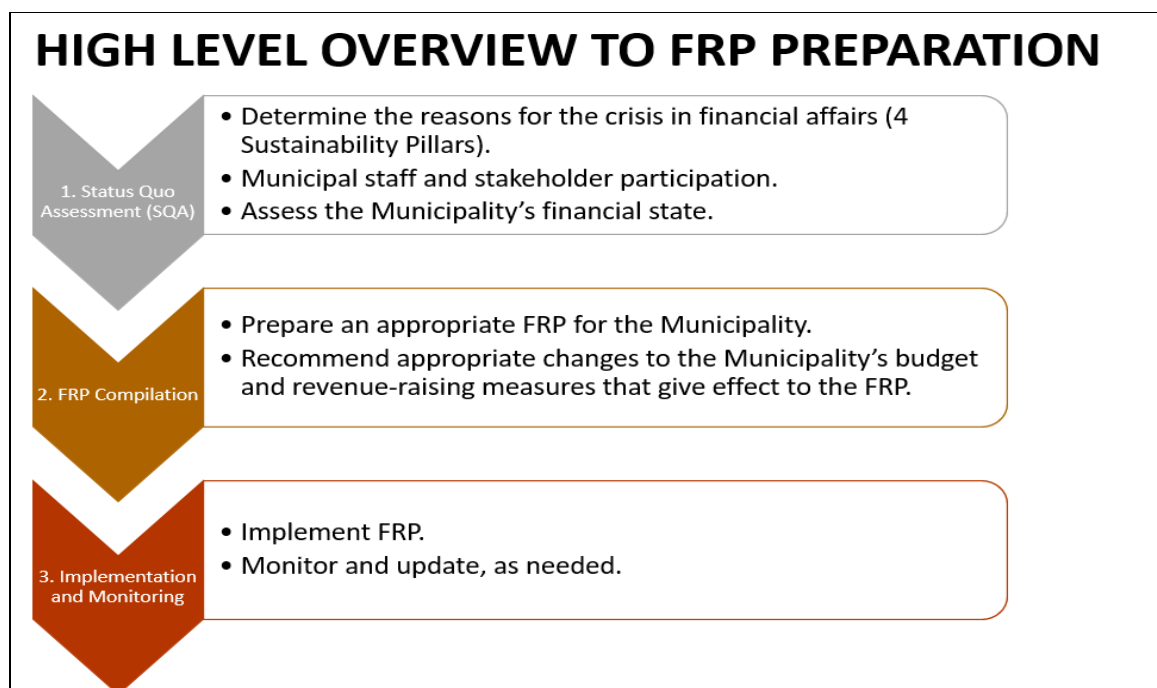 HIGH LEVEL OVERVIEW TO FRP PREPARATION
1. Status Quo
Assessment (SQA)
• Determine the reasons for the crisis in financial affairs (4
Sustainability Pillars).
• Municipal staff and stakeholder participation.
• Assess the Municipality’s financial state.
2. FRP Compilation
• Prepare an appropriate FRP for the Municipality.
• Recommend appropriate changes to the Municipality’s budget
and revenue-raising measures that give effect to the FRP.
3. Implementation
and Monitoring
• Implement FRP.
• Monitor and update, as needed.